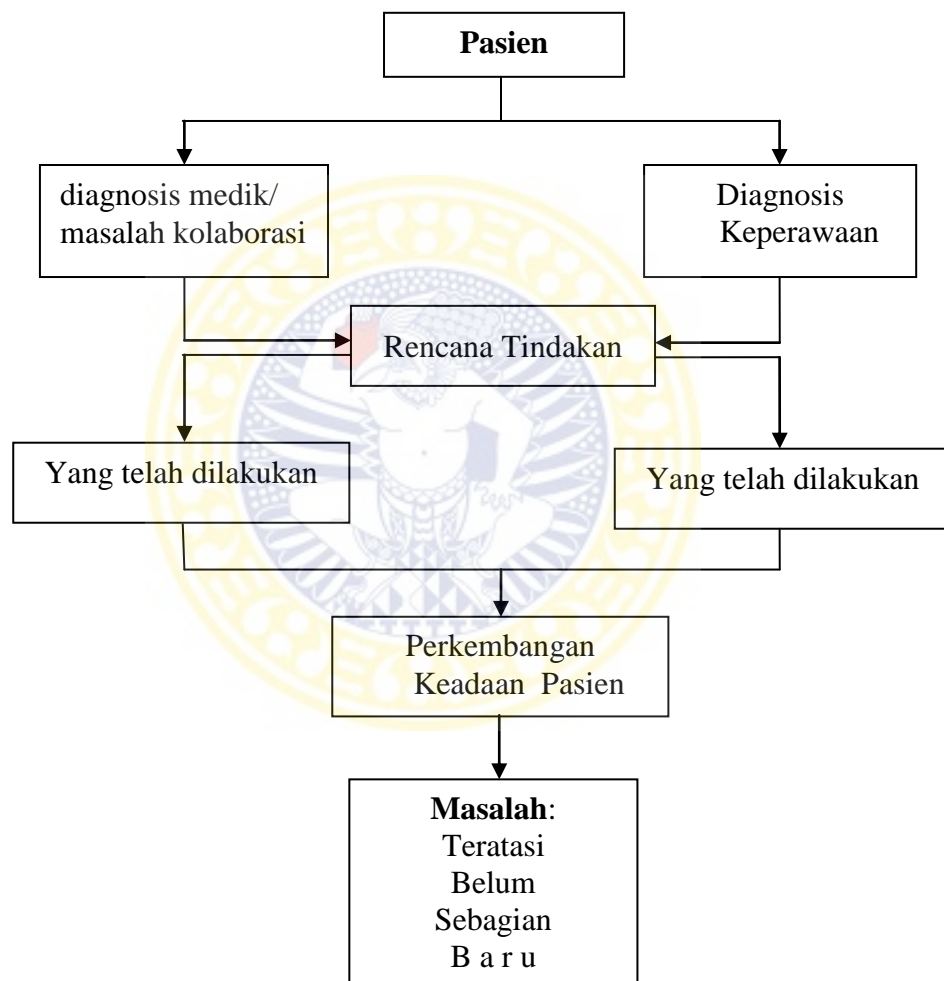 Pasien
diagnosis medik/
masalah kolaborasi
Diagnosis
Keperawaan
Rencana Tindakan
Yang telah dilakukan
Yang telah dilakukan
Perkembangan
Keadaan Pasien
Masalah:
Teratasi
Belum
Sebagian
B a r u